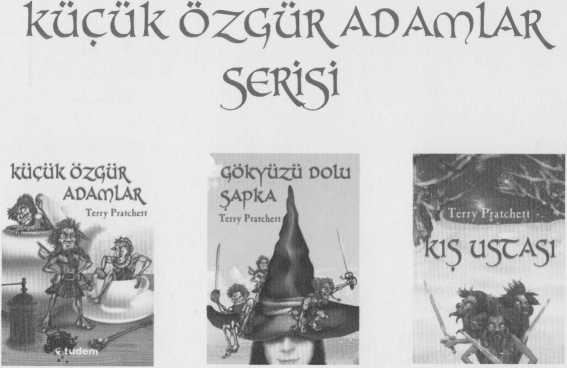 KÜÇÜK ÖZGÜR ADAMLAR
SERİSİ
KÜÇÜK ÖZGÜR
ADAMLAR
Terry Pratchett
tudem
GÖKYÜZÜ DOLU
ŞAPKA
Terry Pratchett
Terry Pratchett
KIŞ USTASI